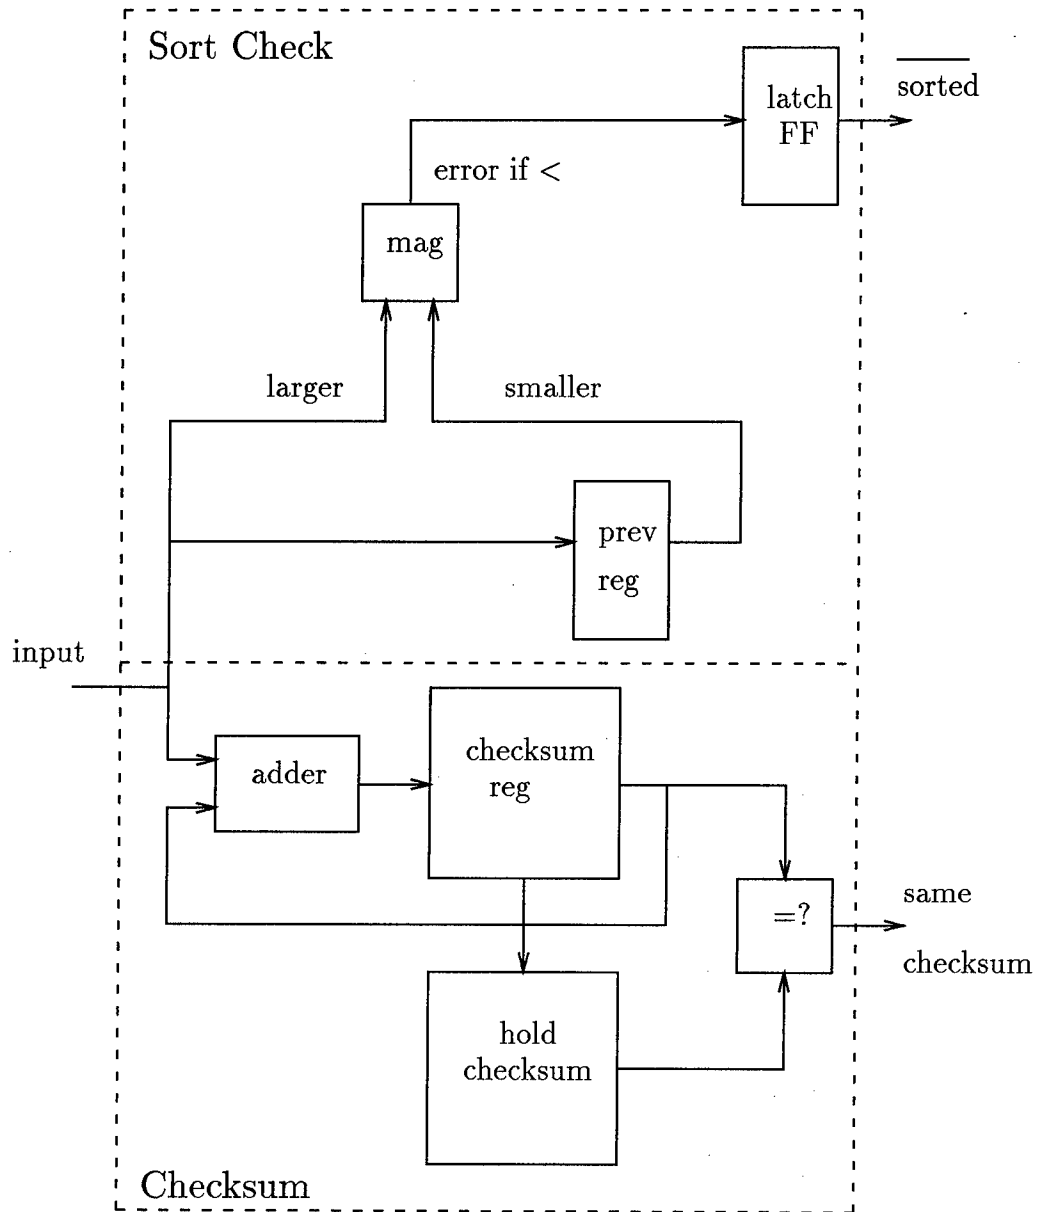 Sort Check
latch
FF
sorted
error if <
mag
larger
smaller
prev
reg
input
adder
checksum
reg
=?
same
checksum
hold
checksum
Checksum